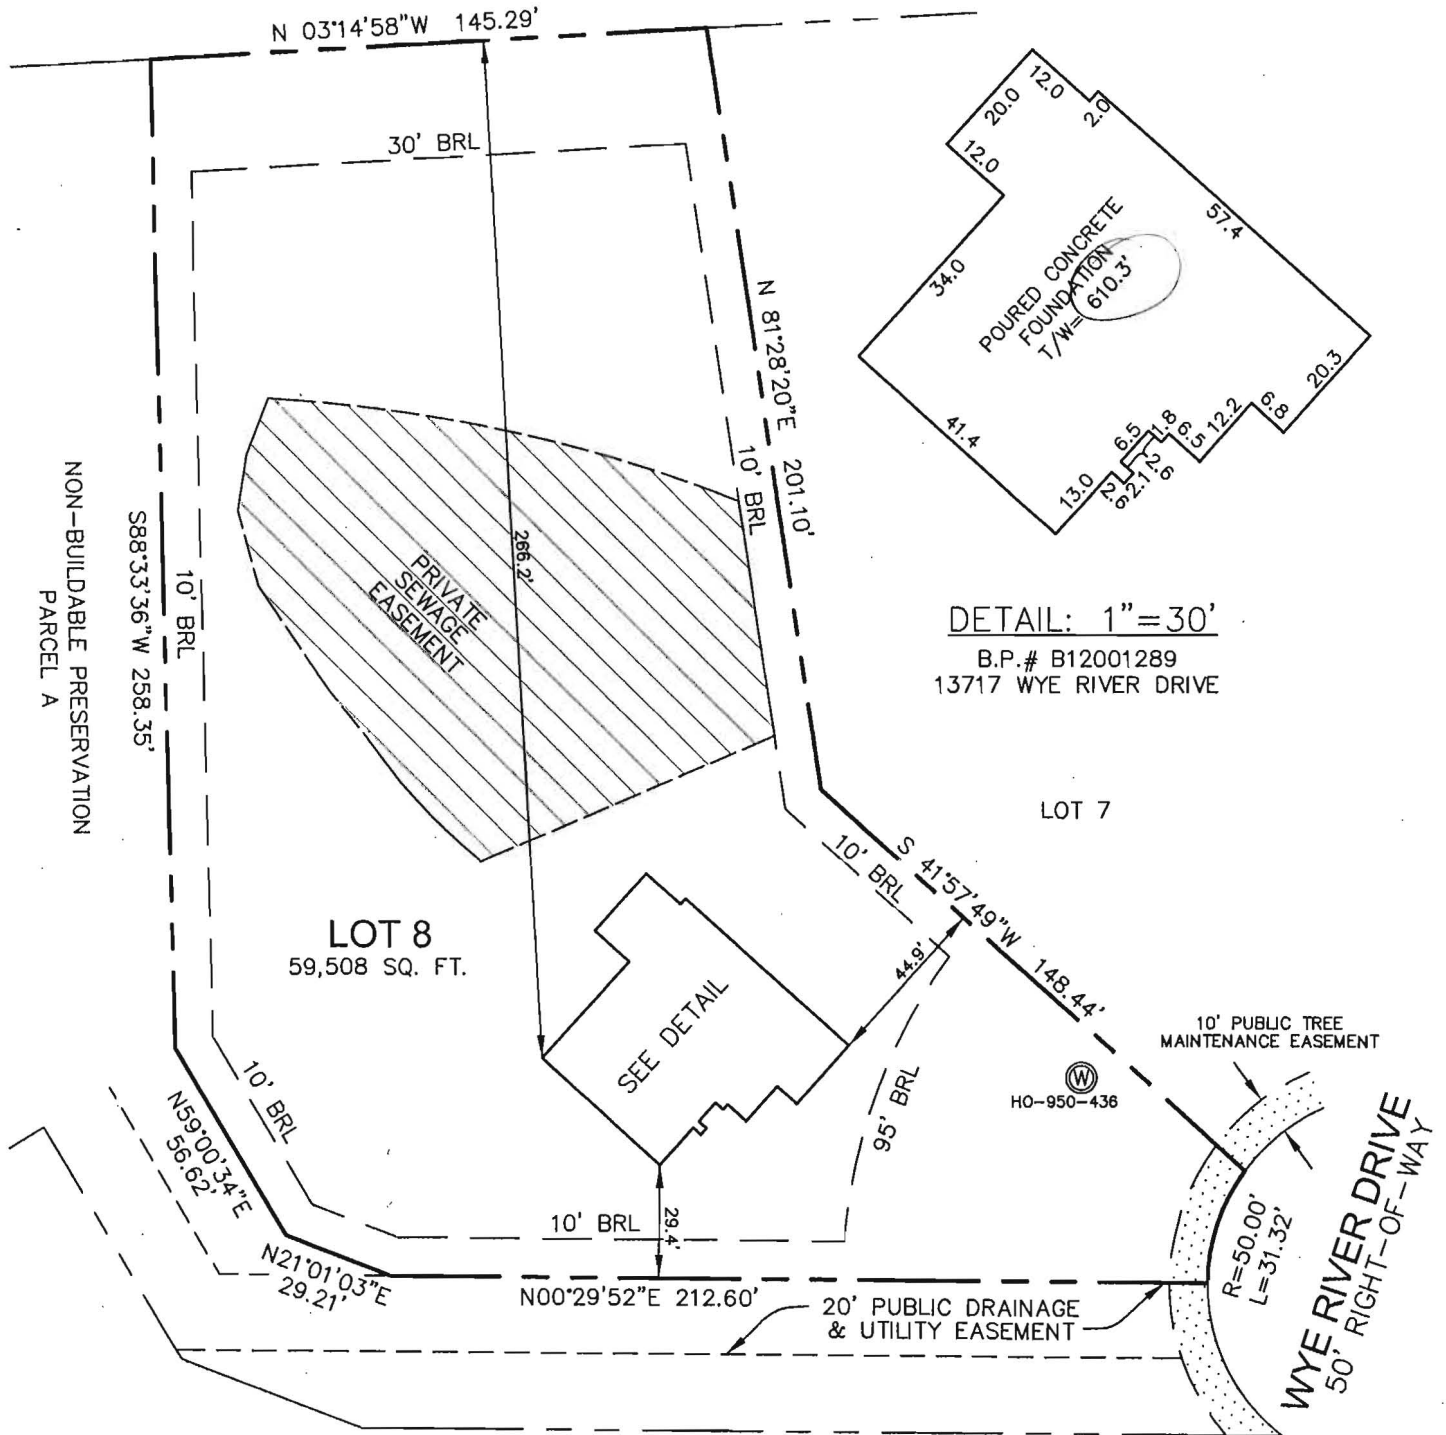 N 03°14'58"W 145.29'
30' BRL
12.0
20.0
2.0
12.0
57.4
34.0
POURED CONCRETE
FOUNDATION
T/W= 610.3'
41.4
20.3
6.8
12.2
6.5
1.8
6.5
2.6
2.1
2.6
13.0
N 81°28'20"E 201.10'
10' BRL
NON-BUILDABLE PRESERVATION
PARCEL A
S88°33'36"W 258.35'
10' BRL
266.2'
PRIVATE
SEWAGE
EASEMENT
DETAIL: 1"=30'
B.P.# B12001289
13717 WYE RIVER DRIVE
LOT 7
S 41°57'49"W 148.44'
10' BRL
LOT 8
59,508 SQ. FT.
44.9'
SEE DETAIL
10' PUBLIC TREE
MAINTENANCE EASEMENT
W
HO-950-436
95' BRL
10' BRL
N59°00'34"E
56.62'
10' BRL
29.4'
N21°01'03"E
29.21'
N00°29'52"E 212.60'
20' PUBLIC DRAINAGE
& UTILITY EASEMENT
R=50.00'
L=31.32'
WYE RIVER DRIVE
50' RIGHT-OF-WAY